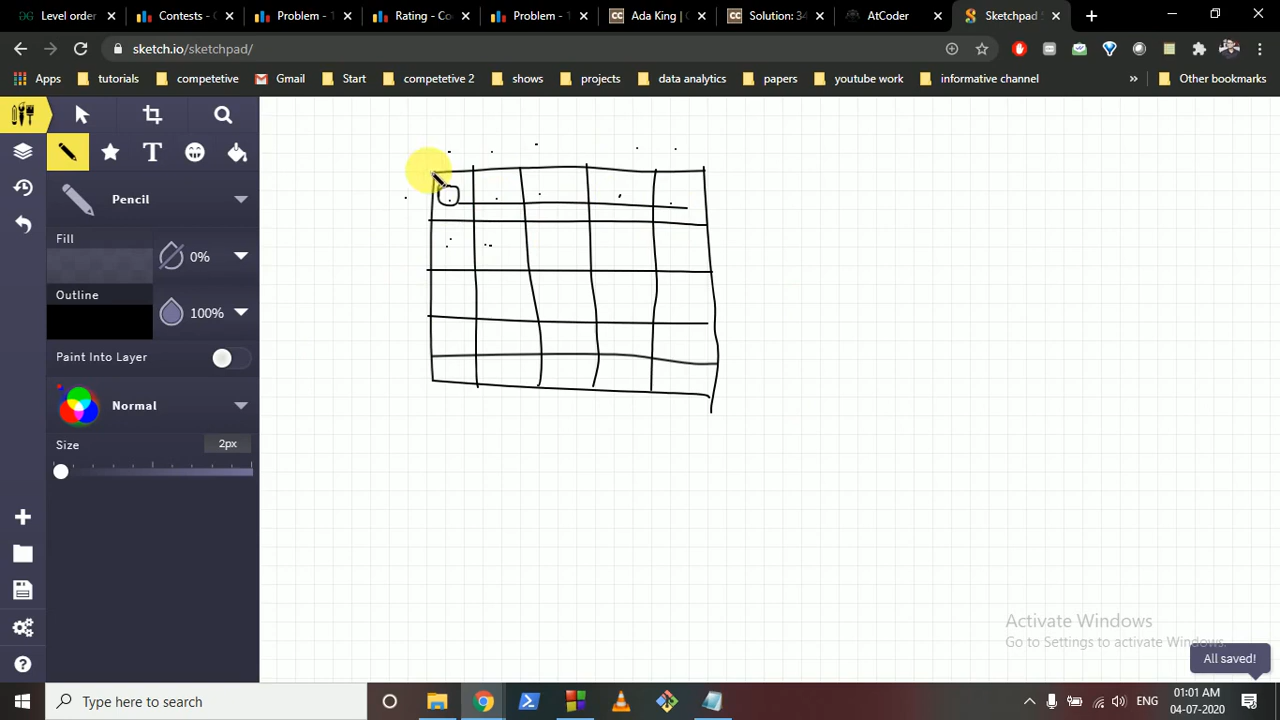 Level order
Contests - C
Problem - 1
Rating - Co
Problem - 1
Ada King |
Solution: 34
AtCoder
Sketchpad
sketch.io/sketchpad/
Apps
tutorials
competetive
Gmail
Start
competetive 2
shows
projects
data analytics
papers
youtube work
informative channel
»
Other bookmarks
Pencil
Fill
0%
Outline
100%
Paint Into Layer
Normal
Size
2px
Activate Windows
Go to Settings to activate Windows.
All saved!
Type here to search
ENG
01:01 AM
04-07-2020